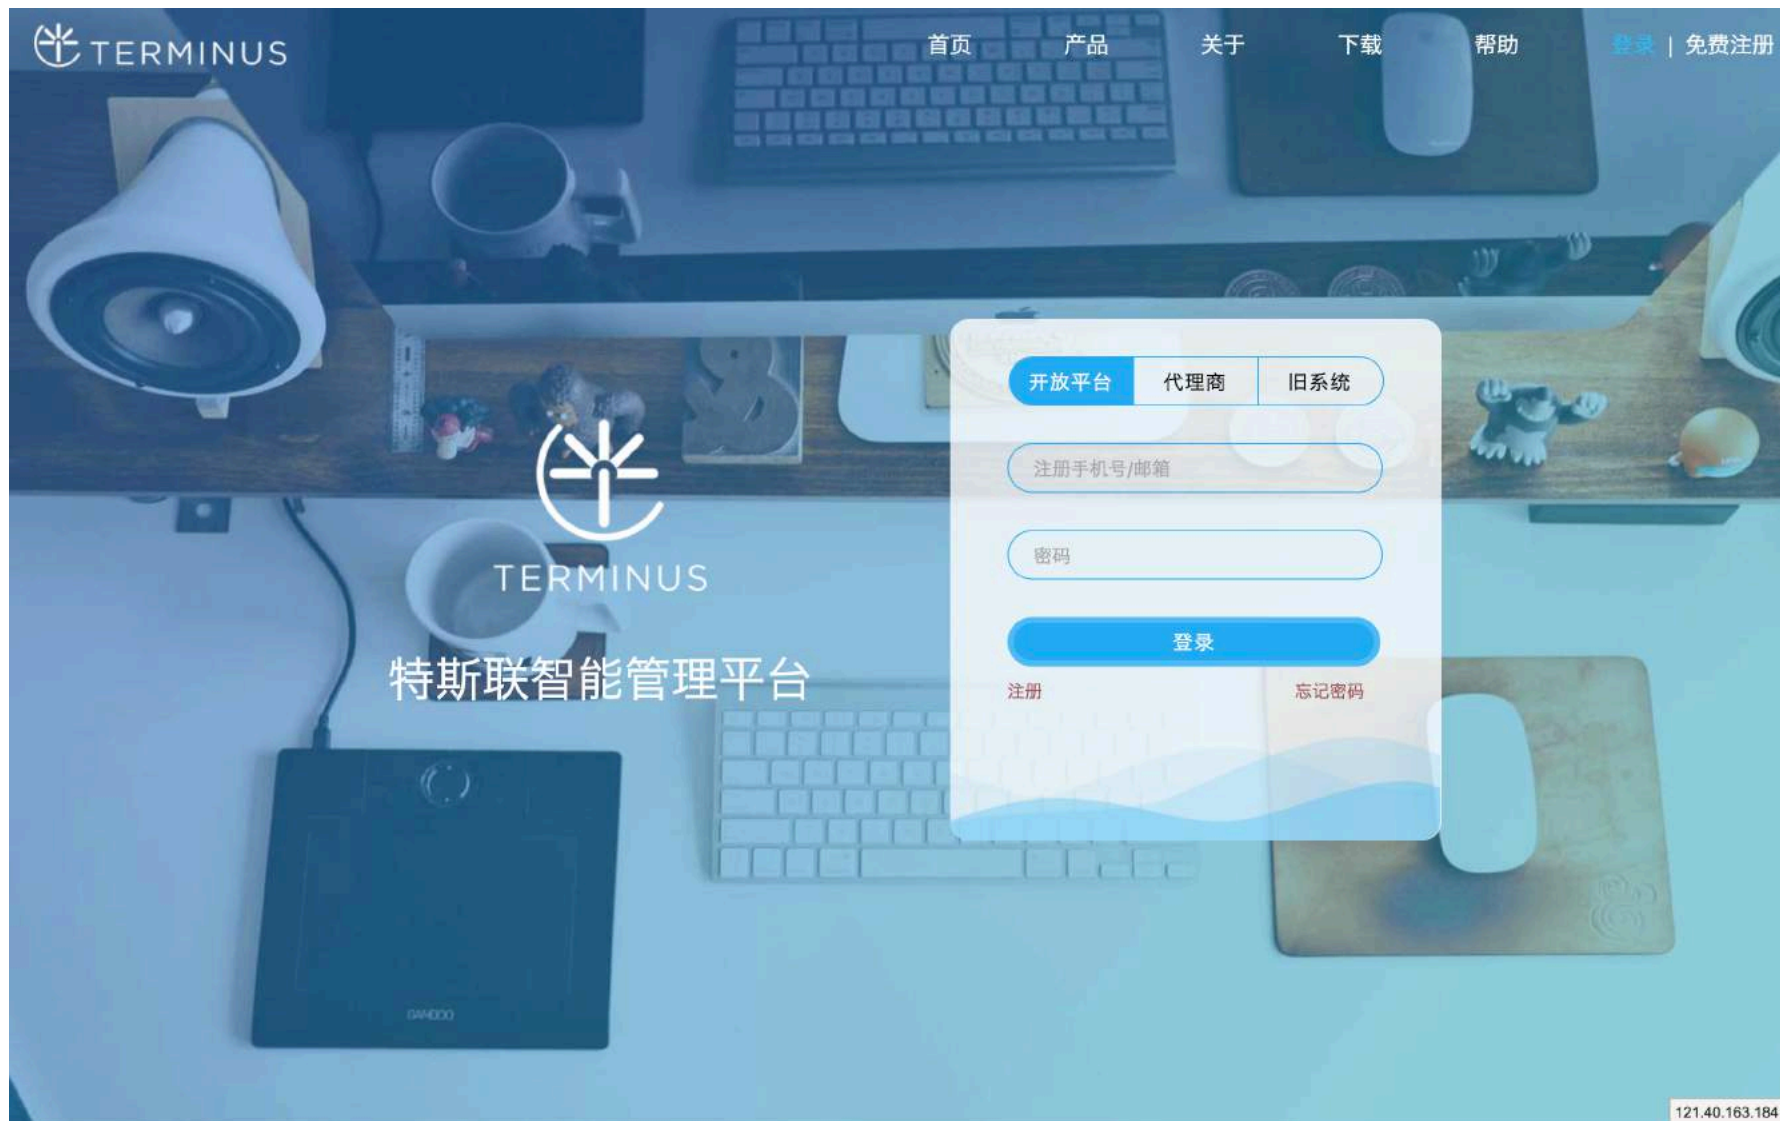 TERMINUS
首页 产品 关于 下载 帮助 登录 | 免费注册
开放平台 代理商 旧系统
注册手机号/邮箱
密码
TERMINUS
登录
特斯联智能管理平台
注册 忘记密码
121.40.163.184